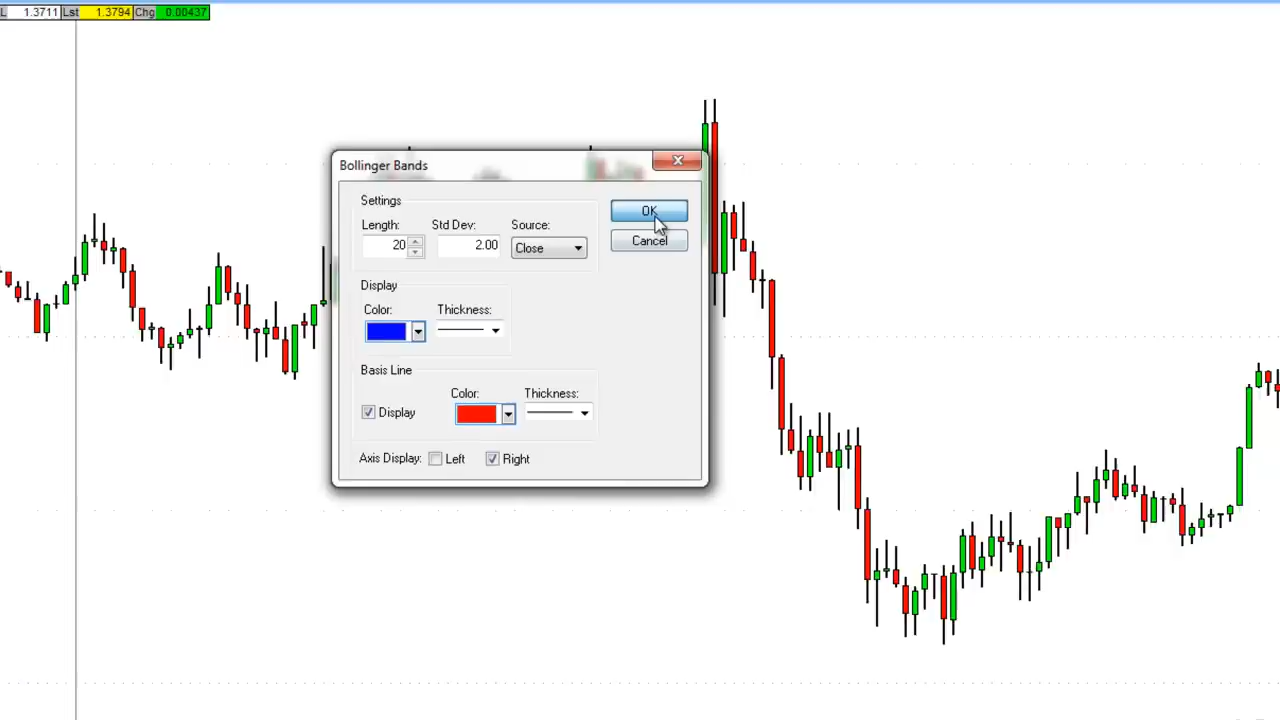 L 1.3711 Lst 1.3794 Chg 0.00437
Bollinger Bands
Settings
OK
Length: Std Dev: Source:
20 2.00 Close
Cancel
Display
Color: Thickness:
Basis Line
Color: Thickness:
Display
Axis Display: Left Right